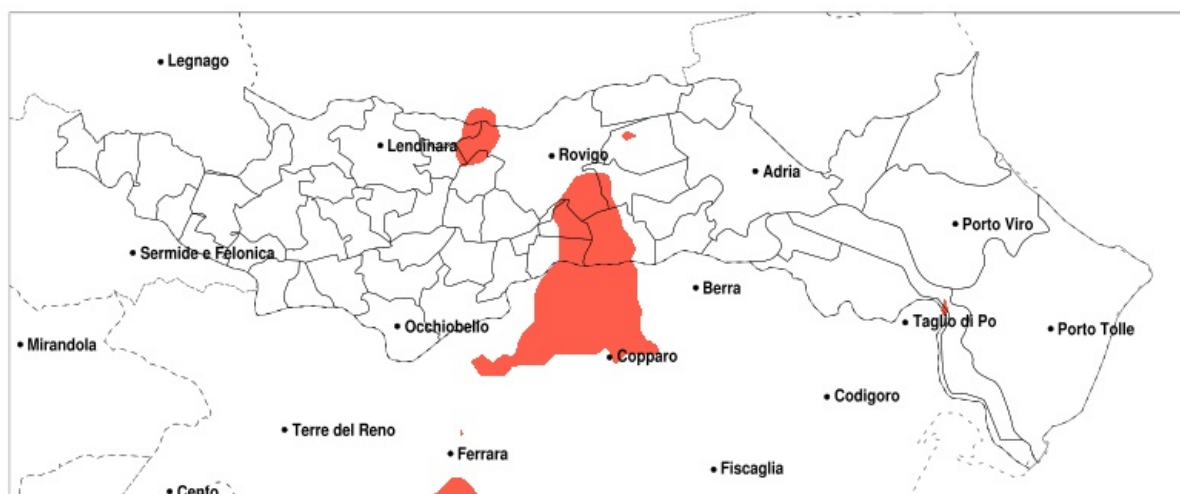 Legnago
Lendinara
Rovigo
Adria
Porto Viro
Sermide e Felonica
Berra
Occhiobello
Taglio di Po
Porto Tolle
Mirandola
Copparo
Codigoro
Terre del Reno
Ferrara
Fiscaglia
Cento